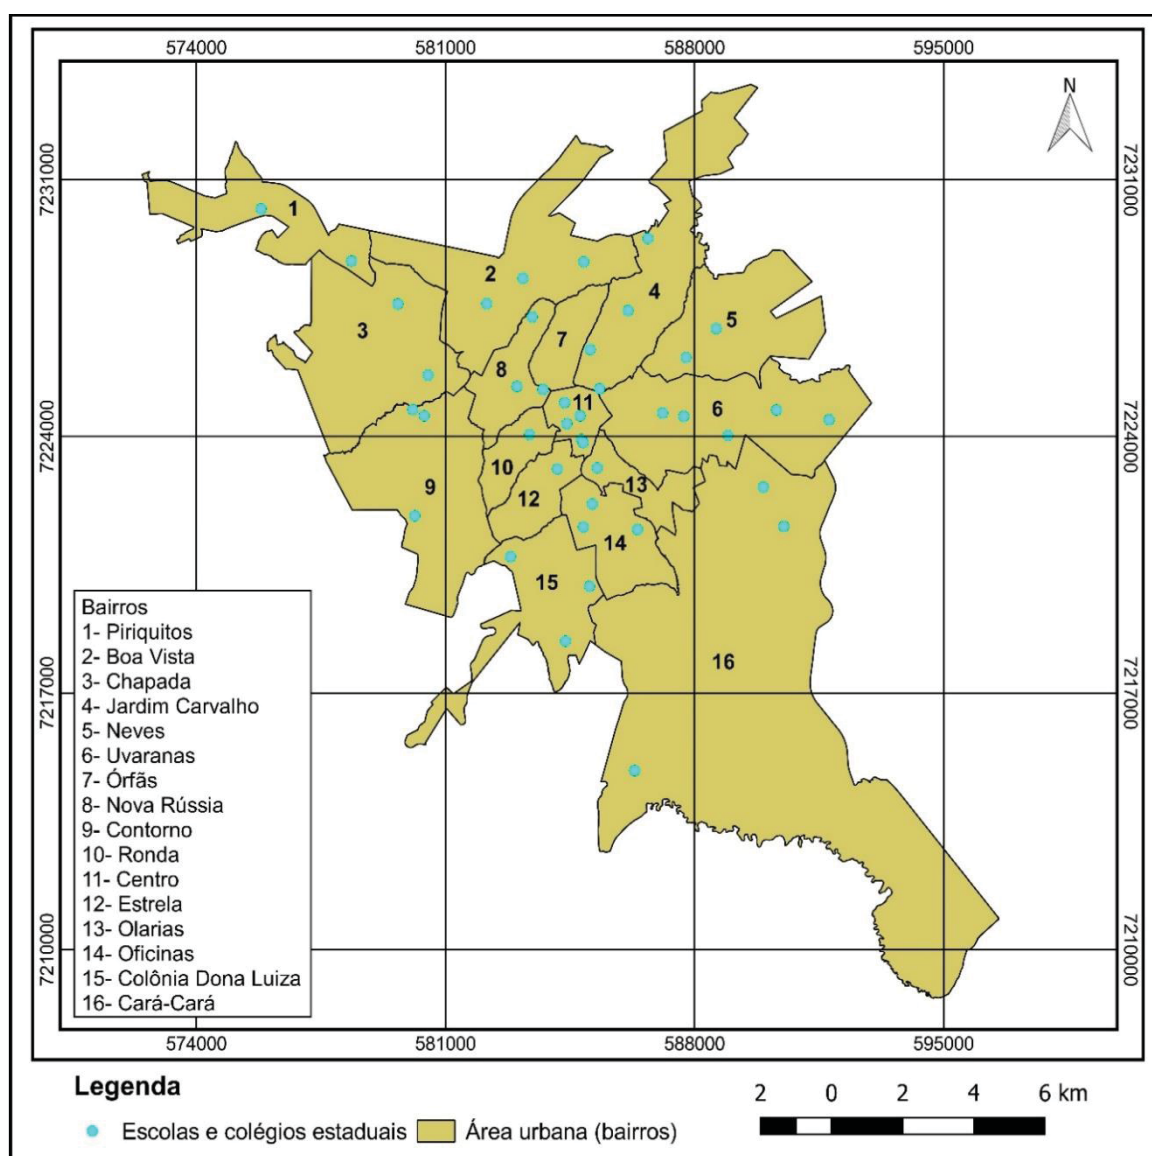 574000 581000 588000 595000
N
7231000 7231000
1
2
4
3
5
7
8
11
6
7224000 7224000
10
9
13
12
14
15
Bairros
1- Piriquitos
2- Boa Vista
3- Chapada
4- Jardim Carvalho
5- Neves
6- Uvaranas
7- Órfãs
8- Nova Rússia
9- Contorno
10- Ronda
11- Centro
12- Estrela
13- Olarias
14- Oficinas
15- Colônia Dona Luiza
16- Cará-Cará
16
7217000 7217000
7210000 7210000
574000 581000 588000 595000
Legenda
2 0 2 4 6 km
Escolas e colégios estaduais Área urbana (bairros)